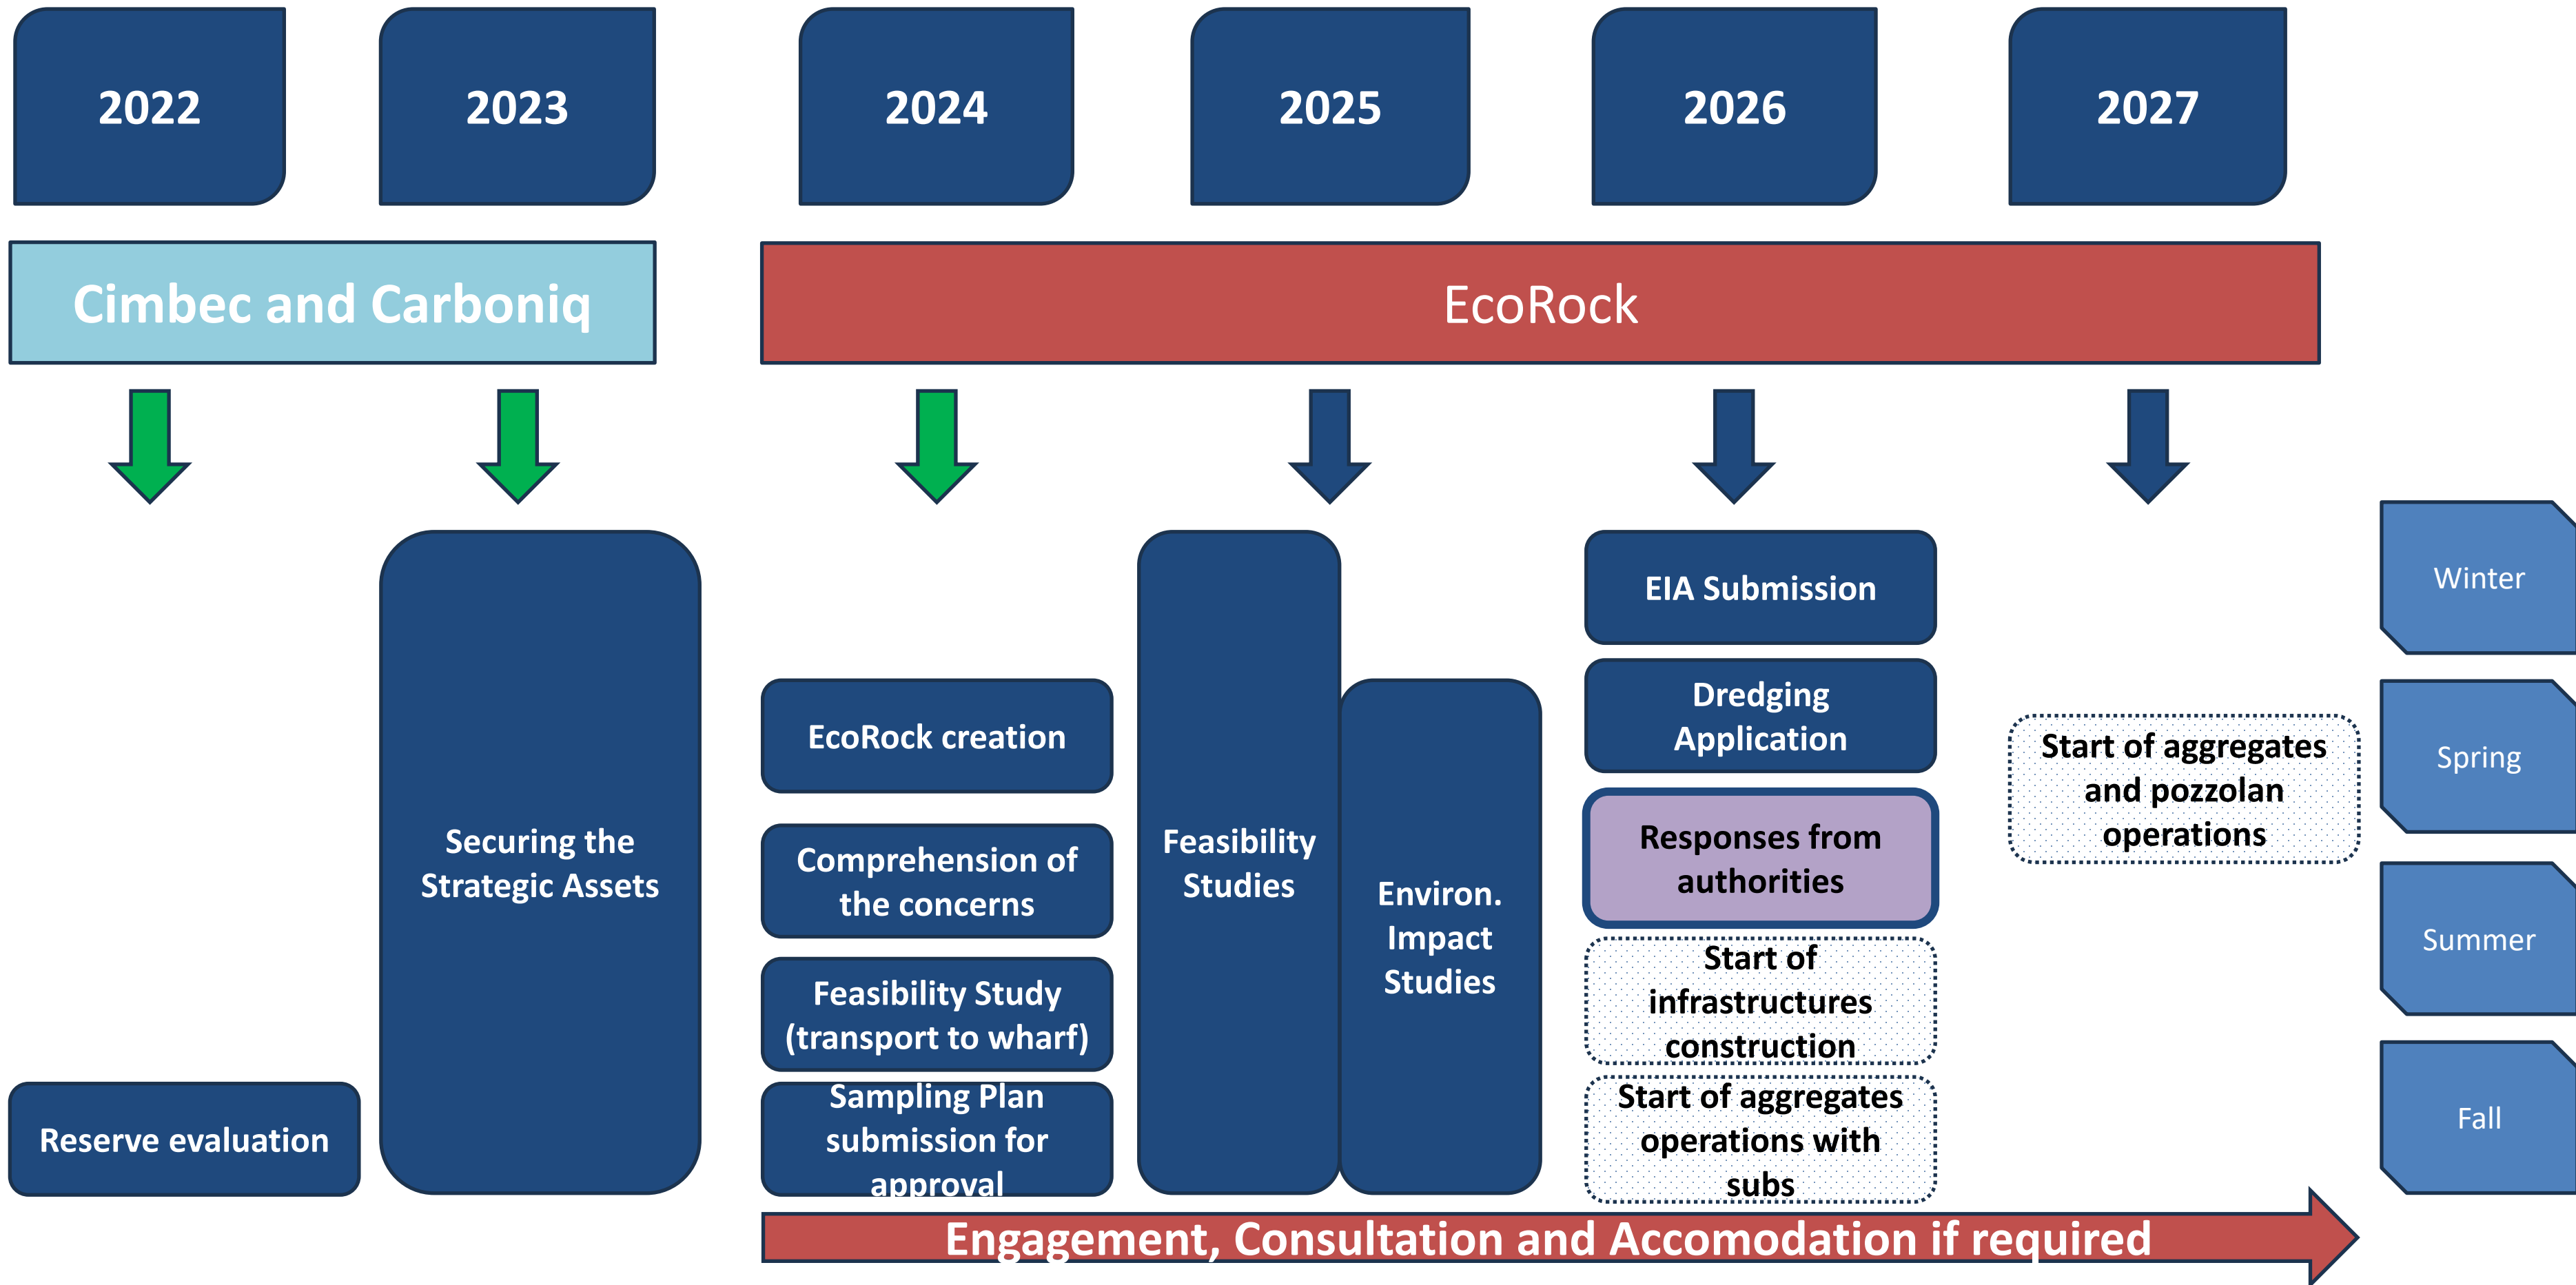 2022
2023
2024
2025
2026
2027
Cimbec and Carboniq
EcoRock
Reserve evaluation
Securing the
Strategic Assets
EcoRock creation
Comprehension of
the concerns
Feasibility Study
(transport to wharf)
Sampling Plan
submission for
approval
Feasibility
Studies
Environ.
Impact
Studies
EIA Submission
Dredging
Application
Responses from
authorities
Start of
infrastructures
construction
Start of aggregates
operations with
subs
Start of aggregates
and pozzolan
operations
Winter
Spring
Summer
Fall
Engagement, Consultation and Accomodation if required